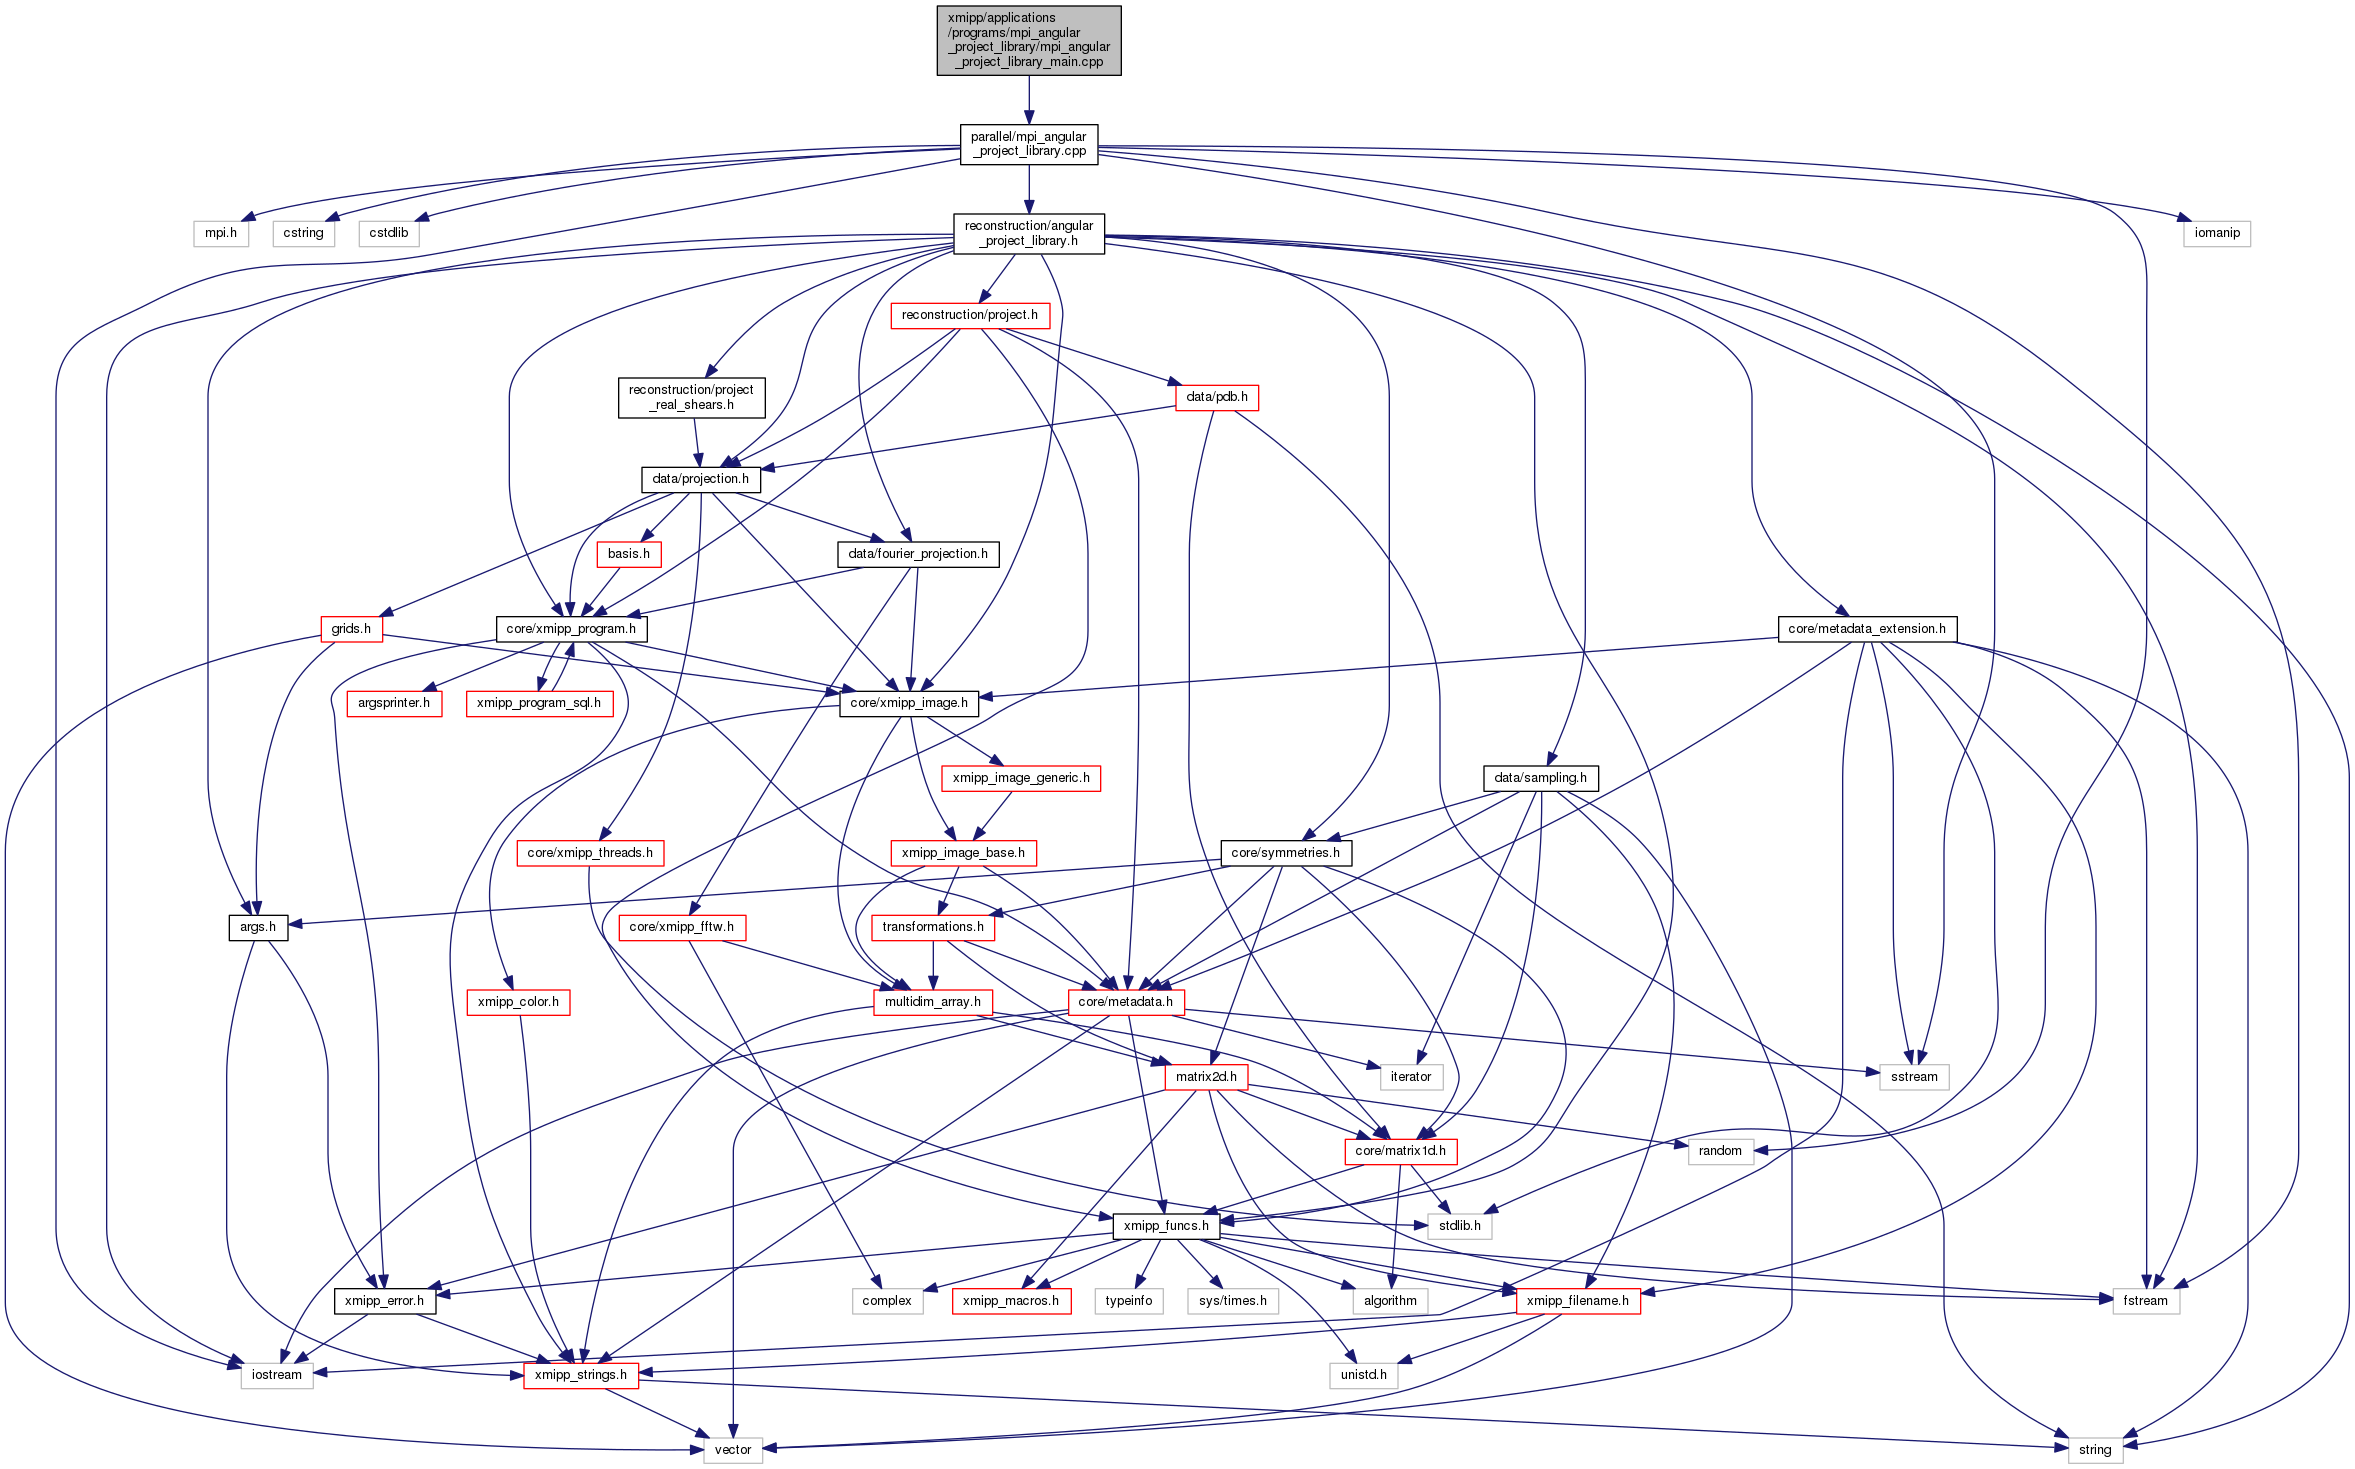 xmipp/applications
/programs/mpi_angular
_project_library/mpi_angular
_project_library_main.cpp
parallel/mpi_angular
_project_library.cpp
mpi.h
cstring
cstdlib
reconstruction/angular
_project_library.h
iomanip
reconstruction/project.h
reconstruction/project
_real_shears.h
data/pdb.h
data/projection.h
basis.h
data/fourier_projection.h
grids.h
core/xmipp_program.h
core/metadata_extension.h
argsprinter.h
xmipp_program_sql.h
core/xmipp_image.h
xmipp_image_generic.h
data/sampling.h
core/xmipp_threads.h
xmipp_image_base.h
core/symmetries.h
args.h
core/xmipp_fftw.h
transformations.h
xmipp_color.h
multidim_array.h
core/metadata.h
matrix2d.h
iterator
sstream
core/matrix1d.h
random
xmipp_funcs.h
stdlib.h
xmipp_error.h
complex
xmipp_macros.h
typeinfo
sys/times.h
algorithm
xmipp_filename.h
fstream
iostream
xmipp_strings.h
unistd.h
vector
string